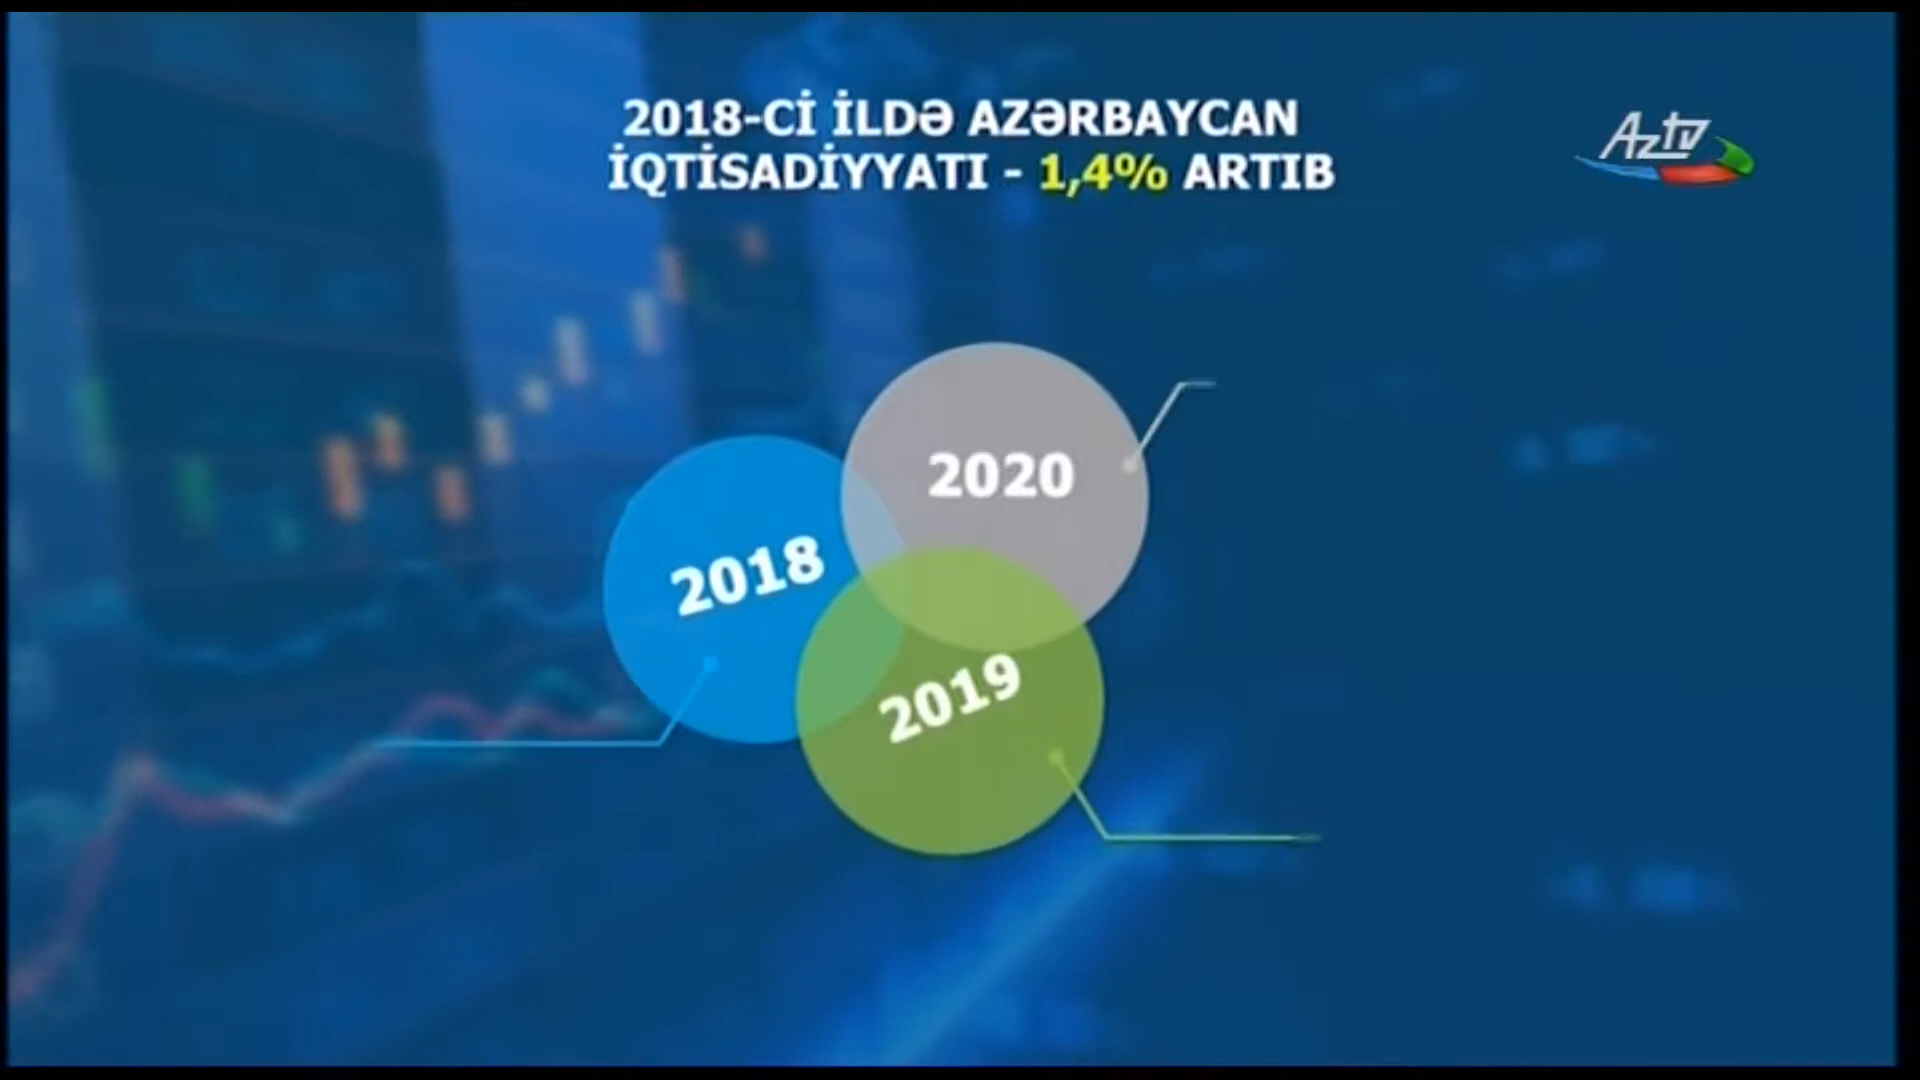 2018-Cİ İLDƏ AZƏRBAYCAN
İQTİSADİYYATI - 1,4% ARTIB
AzTV
2020
2018
2019